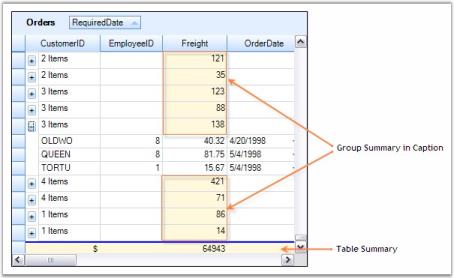 Orders RequiredDate
CustomerID EmployeeID Freight OrderDate
2 Items 121
2 Items 35
3 Items 123
3 Items 88
3 Items 138
OLDWO 8 40.32 4/20/1998
QUEEN 8 81.75 5/4/1998
TORTU 1 15.67 5/4/1998
4 Items 421
4 Items 71
1 Items 86
1 Items 14
$ 64943
Group Summary in Caption
Table Summary